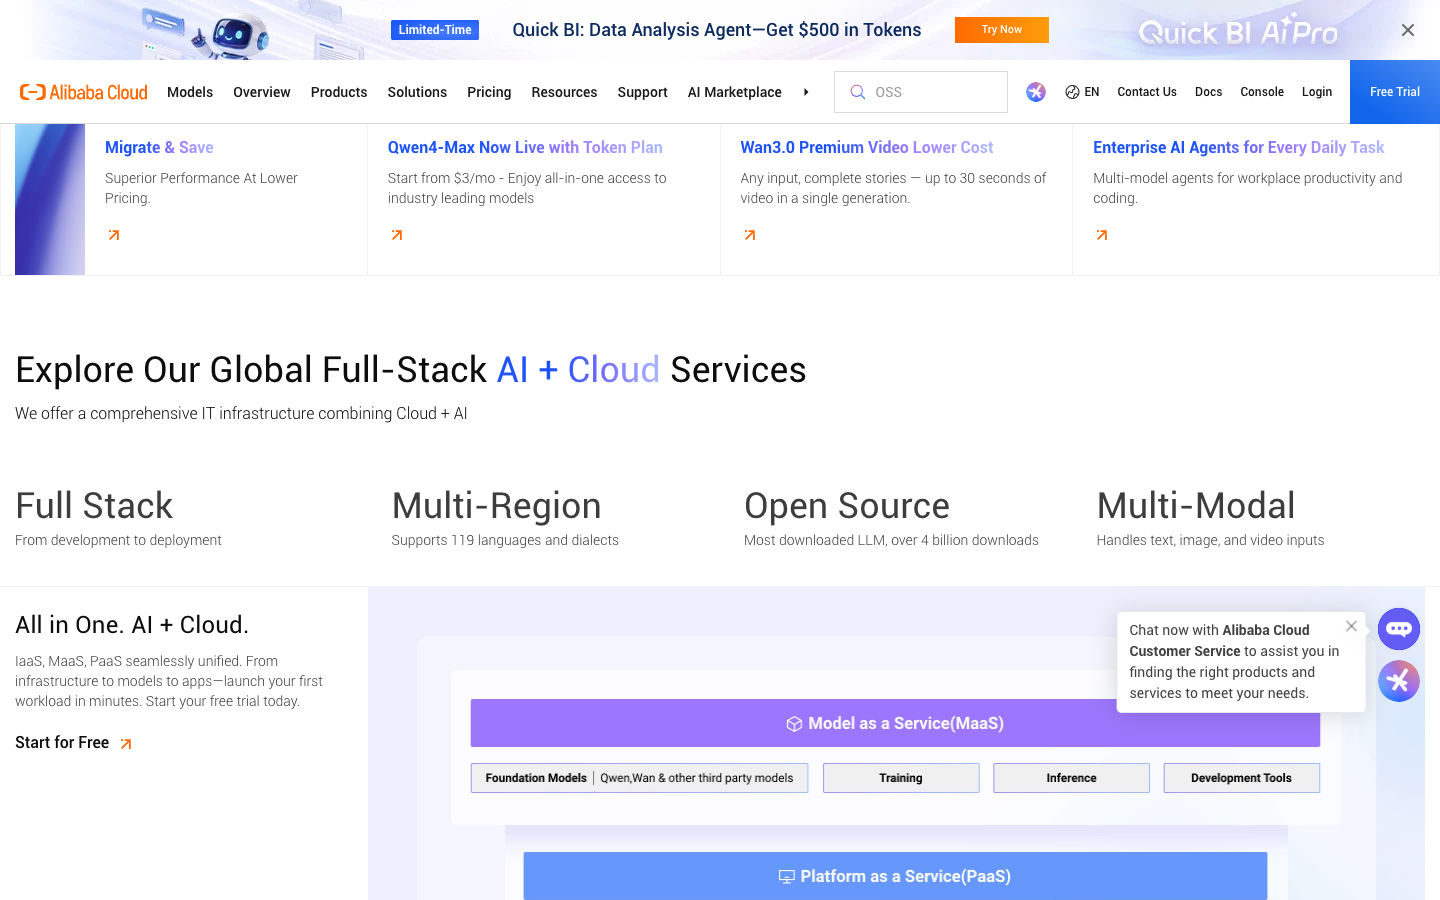 Limited-Time
Quick BI: Data Analysis Agent—Get $500 in Tokens
Try Now
Quick BI AI Pro
Alibaba Cloud
Models
Overview
Products
Solutions
Pricing
Resources
Support
AI Marketplace
OSS
EN
Contact Us
Docs
Console
Login
Free Trial
Migrate & Save
Superior Performance At Lower
Pricing.
Qwen4-Max Now Live with Token Plan
Start from $3/mo - Enjoy all-in-one access to
industry leading models
Wan3.0 Premium Video Lower Cost
Any input, complete stories — up to 30 seconds of
video in a single generation.
Enterprise AI Agents for Every Daily Task
Multi-model agents for workplace productivity and
coding.
Explore Our Global Full-Stack AI + Cloud Services
We offer a comprehensive IT infrastructure combining Cloud + AI
Full Stack
From development to deployment
Multi-Region
Supports 119 languages and dialects
Open Source
Most downloaded LLM, over 4 billion downloads
Multi-Modal
Handles text, image, and video inputs
All in One. AI + Cloud.
IaaS, MaaS, PaaS seamlessly unified. From
infrastructure to models to apps—launch your first
workload in minutes. Start your free trial today.
Start for Free
Chat now with Alibaba Cloud
Customer Service to assist you in
finding the right products and
services to meet your needs.
Model as a Service(MaaS)
Foundation Models | Qwen,Wan & other third party models
Training
Inference
Development Tools
Platform as a Service(PaaS)